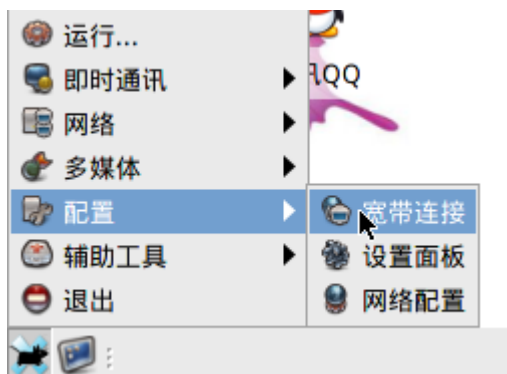 运行...
即时通讯
QQ
网络
多媒体
配置
宽带连接
辅助工具
设置面板
退出
网络配置